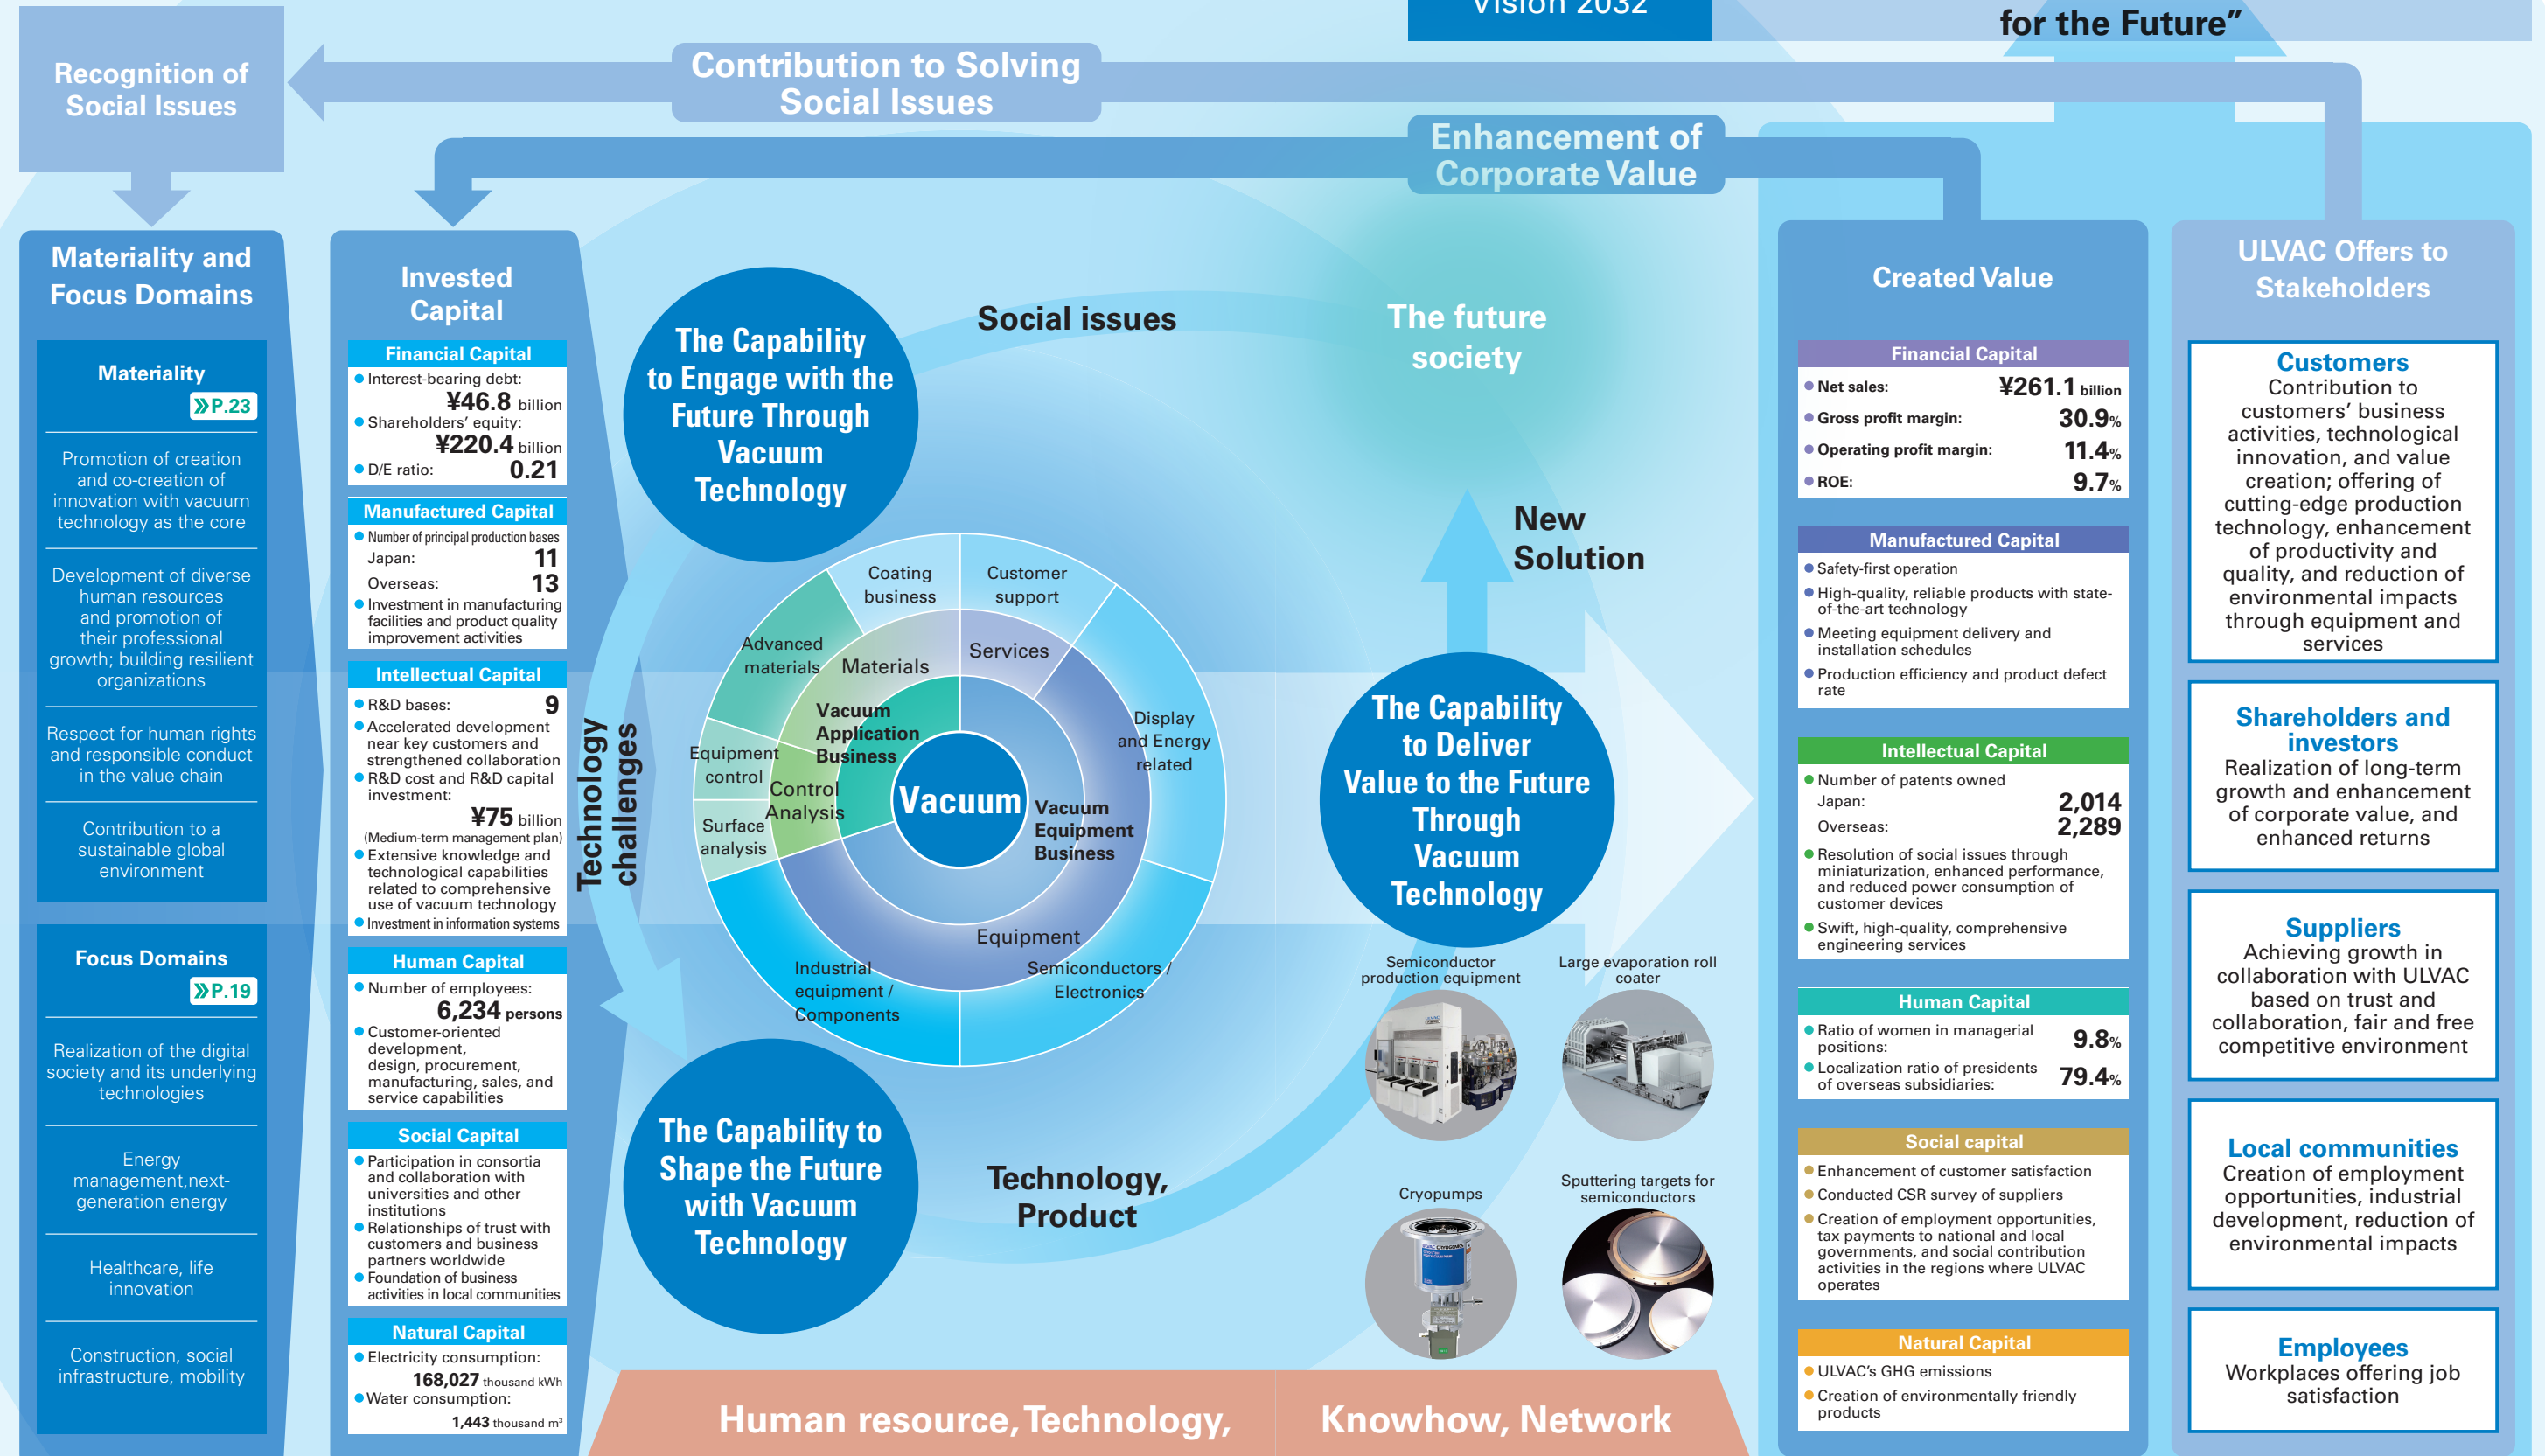 Vision 2032
for the Future”
Recognition of
Social Issues
Contribution to Solving
Social Issues
Enhancement of
Corporate Value
Materiality and
Focus Domains
Materiality
P.23
Promotion of creation
and co-creation of
innovation with vacuum
technology as the core
Development of diverse
human resources
and promotion of
their professional
growth; building resilient
organizations
Respect for human rights
and responsible conduct
in the value chain
Contribution to a
sustainable global
environment
Focus Domains
P.19
Realization of the digital
society and its underlying
technologies
Energy
management,next-
generation energy
Healthcare, life
innovation
Construction, social
infrastructure, mobility
Invested
Capital
Financial Capital
Interest-bearing debt:
¥46.8 billion
Shareholders’ equity:
¥220.4 billion
D/E ratio: 0.21
Manufactured Capital
Number of principal production bases
Japan: 11
Overseas: 13
Investment in manufacturing
facilities and product quality
improvement activities
Intellectual Capital
R&D bases: 9
Accelerated development
near key customers and
strengthened collaboration
R&D cost and R&D capital
investment:
¥75 billion
(Medium-term management plan)
Extensive knowledge and
technological capabilities
related to comprehensive
use of vacuum technology
Investment in information systems
Human Capital
Number of employees:
6,234 persons
Customer-oriented
development,
design, procurement,
manufacturing, sales, and
service capabilities
Social Capital
Participation in consortia
and collaboration with
universities and other
institutions
Relationships of trust with
customers and business
partners worldwide
Foundation of business
activities in local communities
Natural Capital
Electricity consumption:
168,027 thousand kWh
Water consumption:
1,443 thousand m³
The Capability
to Engage with the
Future Through
Vacuum
Technology
Social issues
The future
society
New
Solution
Technology
challenges
Coating
business
Customer
support
Advanced
materials
Materials
Services
Vacuum
Application
Business
Display
and Energy
related
Equipment
control
Control
Analysis
Surface
analysis
Vacuum
Vacuum
Equipment
Business
Equipment
Industrial
equipment /
Components
Semiconductors /
Electronics
The Capability
to Deliver
Value to the Future
Through
Vacuum
Technology
The Capability to
Shape the Future
with Vacuum
Technology
Technology,
Product
Semiconductor
production equipment
Large evaporation roll
coater
Cryopumps
Sputtering targets for
semiconductors
Human resource, Technology,
Knowhow, Network
Created Value
Financial Capital
Net sales: ¥261.1 billion
Gross profit margin: 30.9%
Operating profit margin: 11.4%
ROE: 9.7%
Manufactured Capital
Safety-first operation
High-quality, reliable products with state-
of-the-art technology
Meeting equipment delivery and
installation schedules
Production efficiency and product defect
rate
Intellectual Capital
Number of patents owned
Japan: 2,014
Overseas: 2,289
Resolution of social issues through
miniaturization, enhanced performance,
and reduced power consumption of
customer devices
Swift, high-quality, comprehensive
engineering services
Human Capital
Ratio of women in managerial
positions: 9.8%
Localization ratio of presidents
of overseas subsidiaries: 79.4%
Social capital
Enhancement of customer satisfaction
Conducted CSR survey of suppliers
Creation of employment opportunities,
tax payments to national and local
governments, and social contribution
activities in the regions where ULVAC
operates
Natural Capital
ULVAC’s GHG emissions
Creation of environmentally friendly
products
ULVAC Offers to
Stakeholders
Customers
Contribution to
customers’ business
activities, technological
innovation, and value
creation; offering of
cutting-edge production
technology, enhancement
of productivity and
quality, and reduction of
environmental impacts
through equipment and
services
Shareholders and
investors
Realization of long-term
growth and enhancement
of corporate value, and
enhanced returns
Suppliers
Achieving growth in
collaboration with ULVAC
based on trust and
collaboration, fair and free
competitive environment
Local communities
Creation of employment
opportunities, industrial
development, reduction of
environmental impacts
Employees
Workplaces offering job
satisfaction